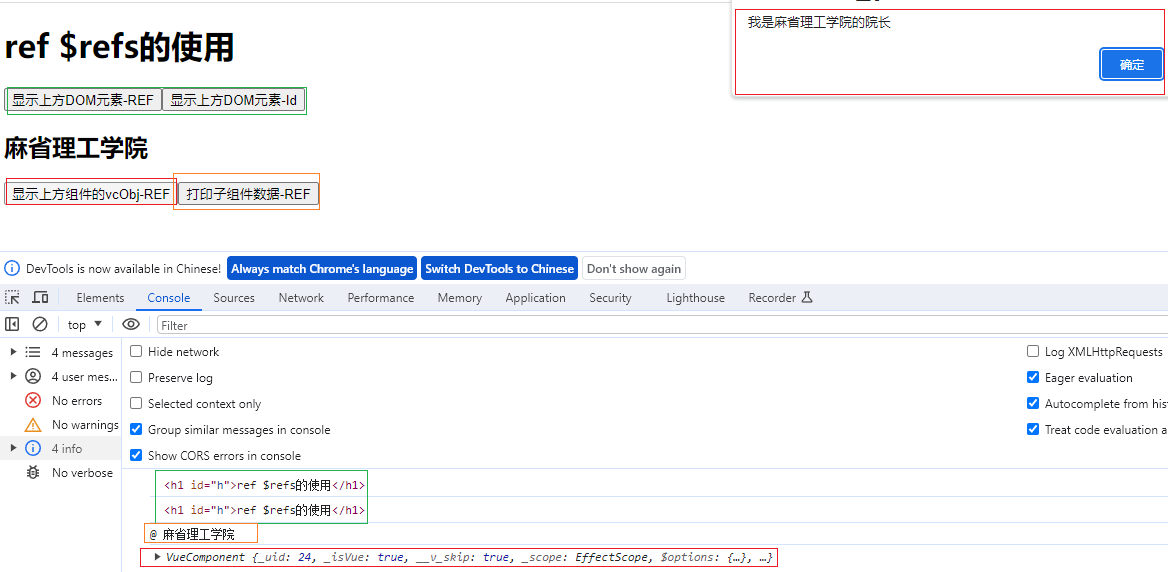 我是麻省理工学院的院长
确定
ref $refs的使用
显示上方DOM元素-REF 显示上方DOM元素-Id
麻省理工学院
显示上方组件的vcObj-REF 打印子组件数据-REF
DevTools is now available in Chinese! Always match Chrome's language Switch DevTools to Chinese Don't show again
Elements Console Sources Network Performance Memory Application Security Lighthouse Recorder
top Filter
4 messages
4 user mes...
No errors
No warnings
4 info
No verbose
Hide network
Preserve log
Selected context only
Group similar messages in console
Show CORS errors in console
Log XMLHttpRequests
Eager evaluation
Autocomplete from his
Treat code evaluation a
<h1 id="h">ref $refs的使用</h1>
<h1 id="h">ref $refs的使用</h1>
@ 麻省理工学院
VueComponent {_uid: 24, _isVue: true, __v_skip: true, _scope: EffectScope, $options: {…}, …}